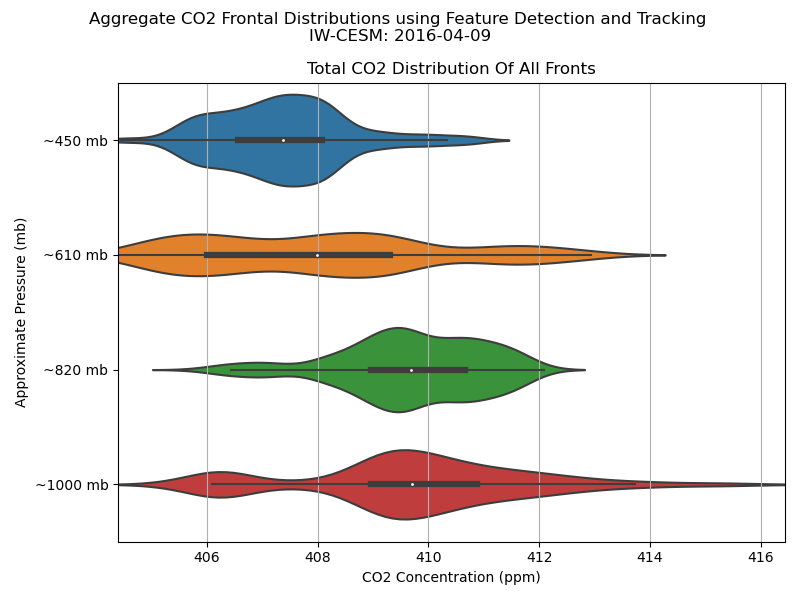 Aggregate CO2 Frontal Distributions using Feature Detection and Tracking
IW-CESM: 2016-04-09
Total CO2 Distribution Of All Fronts
Approximate Pressure (mb)
~450 mb
~610 mb
~820 mb
~1000 mb
406 408 410 412 414 416
CO2 Concentration (ppm)